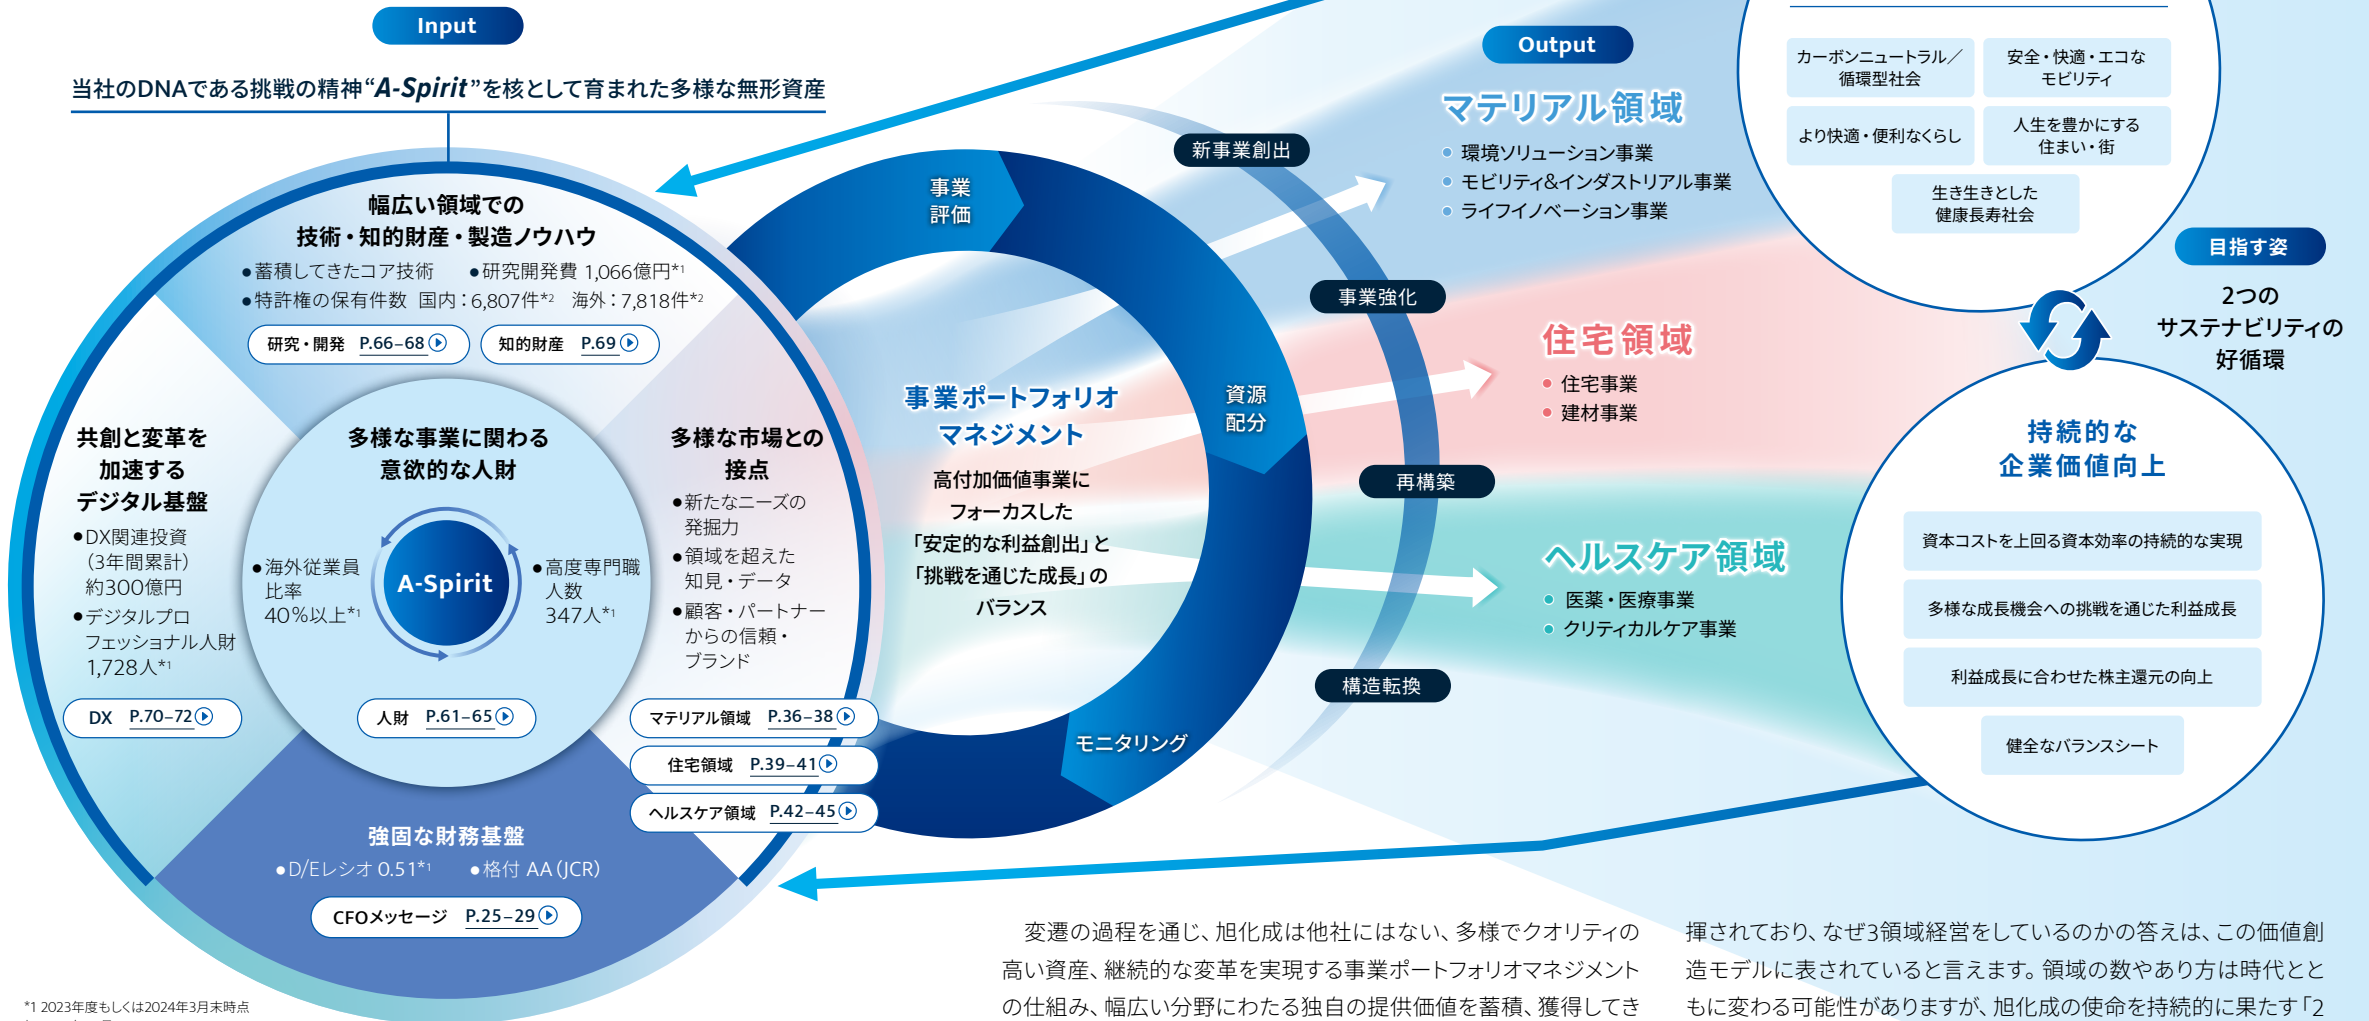 Input
当社のDNAである挑戦の精神“A-Spirit”を核として育まれた多様な無形資産
幅広い領域での
技術・知的財産・製造ノウハウ
●蓄積してきたコア技術 ●研究開発費 1,066億円*1
●特許権の保有件数 国内：6,807件*2 海外：7,818件*2
研究・開発 P.66–68
知的財産 P.69
共創と変革を
加速する
デジタル基盤
●DX関連投資
（3年間累計）
約300億円
●デジタルプロ
フェッショナル人財
1,728人*1
DX P.70–72
多様な事業に関わる
意欲的な人財
●海外従業員
比率
40%以上*1
A-Spirit
●高度専門職
人数
347人*1
人財 P.61–65
多様な市場との
接点
●新たなニーズの
発掘力
●領域を超えた
知見・データ
●顧客・パートナー
からの信頼・
ブランド
マテリアル領域 P.36–38
住宅領域 P.39–41
ヘルスケア領域 P.42–45
強固な財務基盤
●D/Eレシオ 0.51*1 ●格付 AA（JCR）
CFOメッセージ P.25–29
*1 2023年度もしくは2024年3月末時点
事業
評価
資源
配分
モニタリング
事業ポートフォリオ
マネジメント
高付加価値事業に
フォーカスした
「安定的な利益創出」と
「挑戦を通じた成長」の
バランス
新事業創出
事業強化
再構築
構造転換
Output
マテリアル領域
環境ソリューション事業
モビリティ&インダストリアル事業
ライフイノベーション事業
住宅領域
住宅事業
建材事業
ヘルスケア領域
医薬・医療事業
クリティカルケア事業
カーボンニュートラル／
循環型社会
安全・快適・エコな
モビリティ
より快適・便利なくらし
人生を豊かにする
住まい・街
生き生きとした
健康長寿社会
目指す姿
2つの
サステナビリティの
好循環
持続的な
企業価値向上
資本コストを上回る資本効率の持続的な実現
多様な成長機会への挑戦を通じた利益成長
利益成長に合わせた株主還元の向上
健全なバランスシート
変遷の過程を通じ、旭化成は他社にはない、多様でクオリティの
高い資産、継続的な変革を実現する事業ポートフォリオマネジメント
の仕組み、幅広い分野にわたる独自の提供価値を蓄積、獲得してき
揮されており、なぜ3領域経営をしているのかの答えは、この価値創
造モデルに表されていると言えます。領域の数やあり方は時代とと
もに変わる可能性がありますが、旭化成の使命を持続的に果たす「2